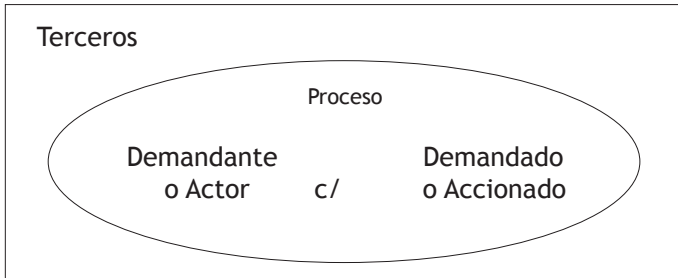 Terceros
Proceso
Demandante Demandado
o Actor c/ o Accionado